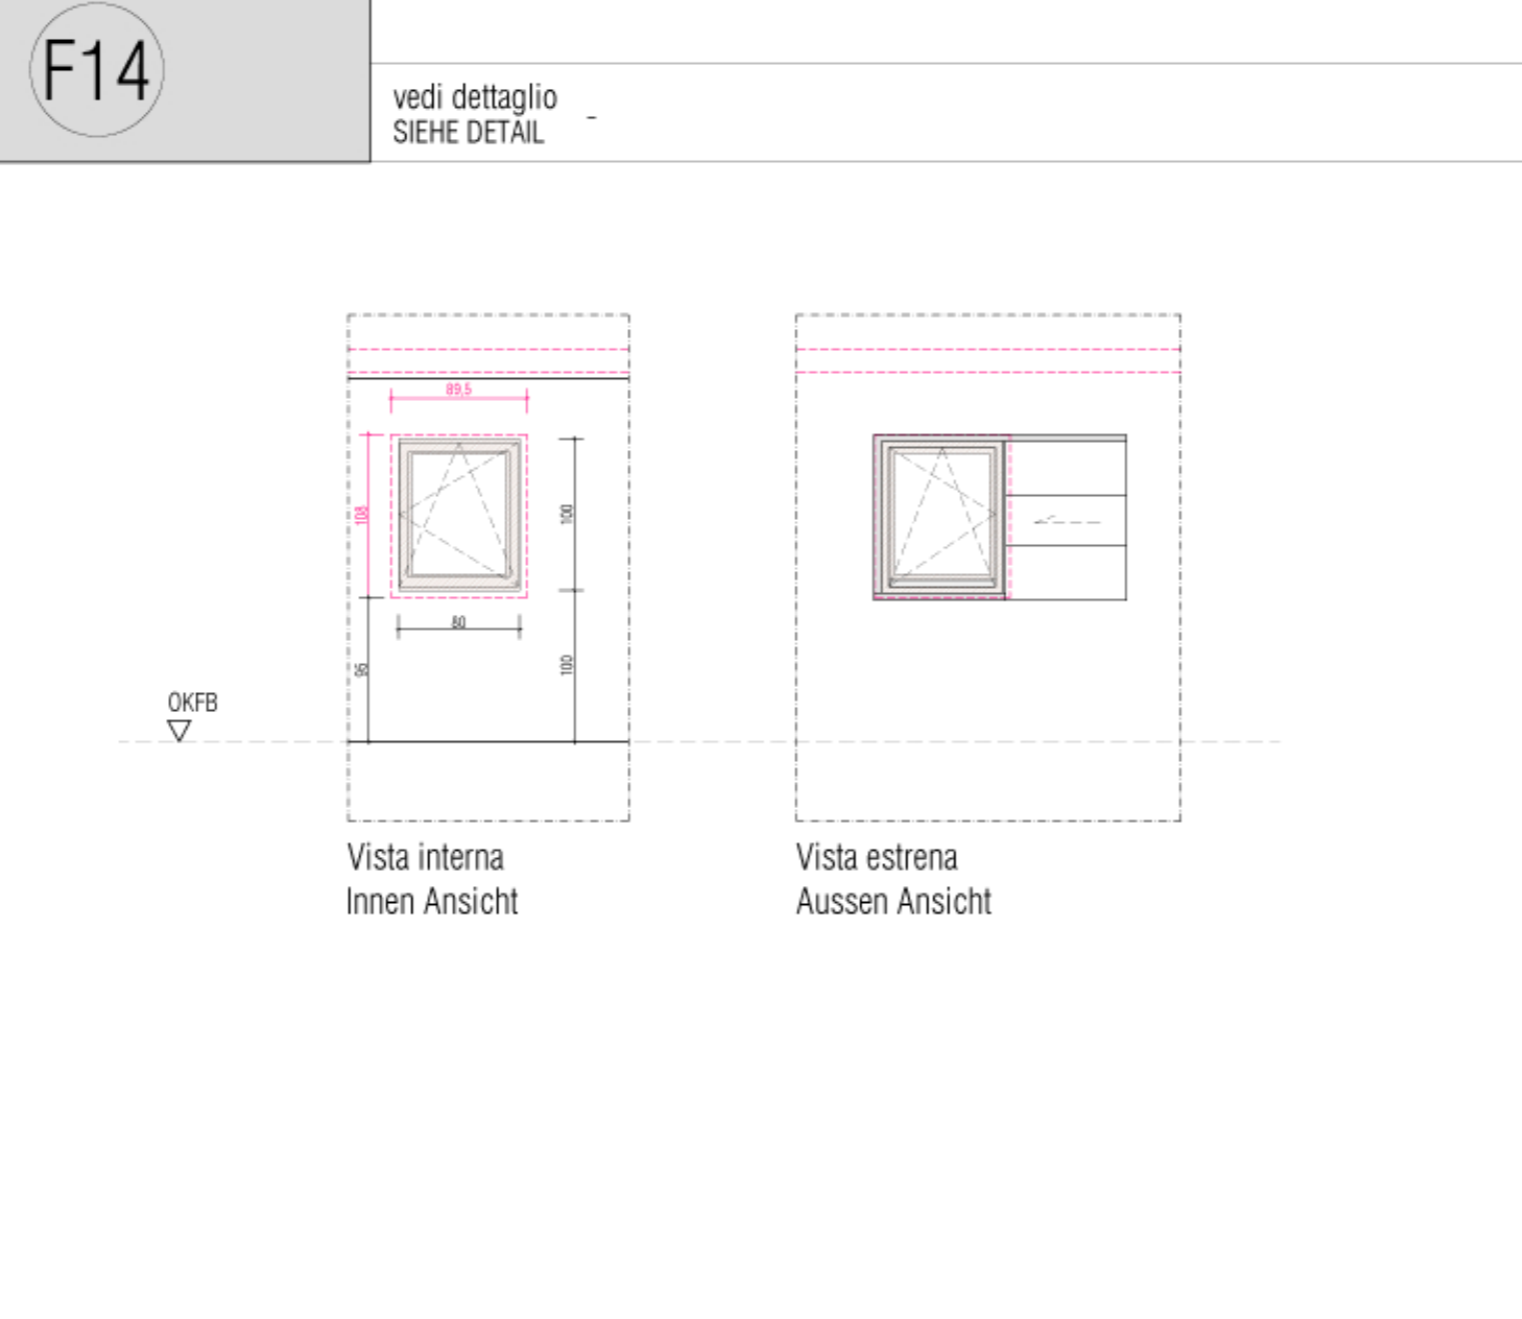 F14
vedi dettaglio
SIEHE DETAIL -
89,5
108
100
80
95
100
OKFB
Vista interna
Innen Ansicht
Vista estrena
Aussen Ansicht